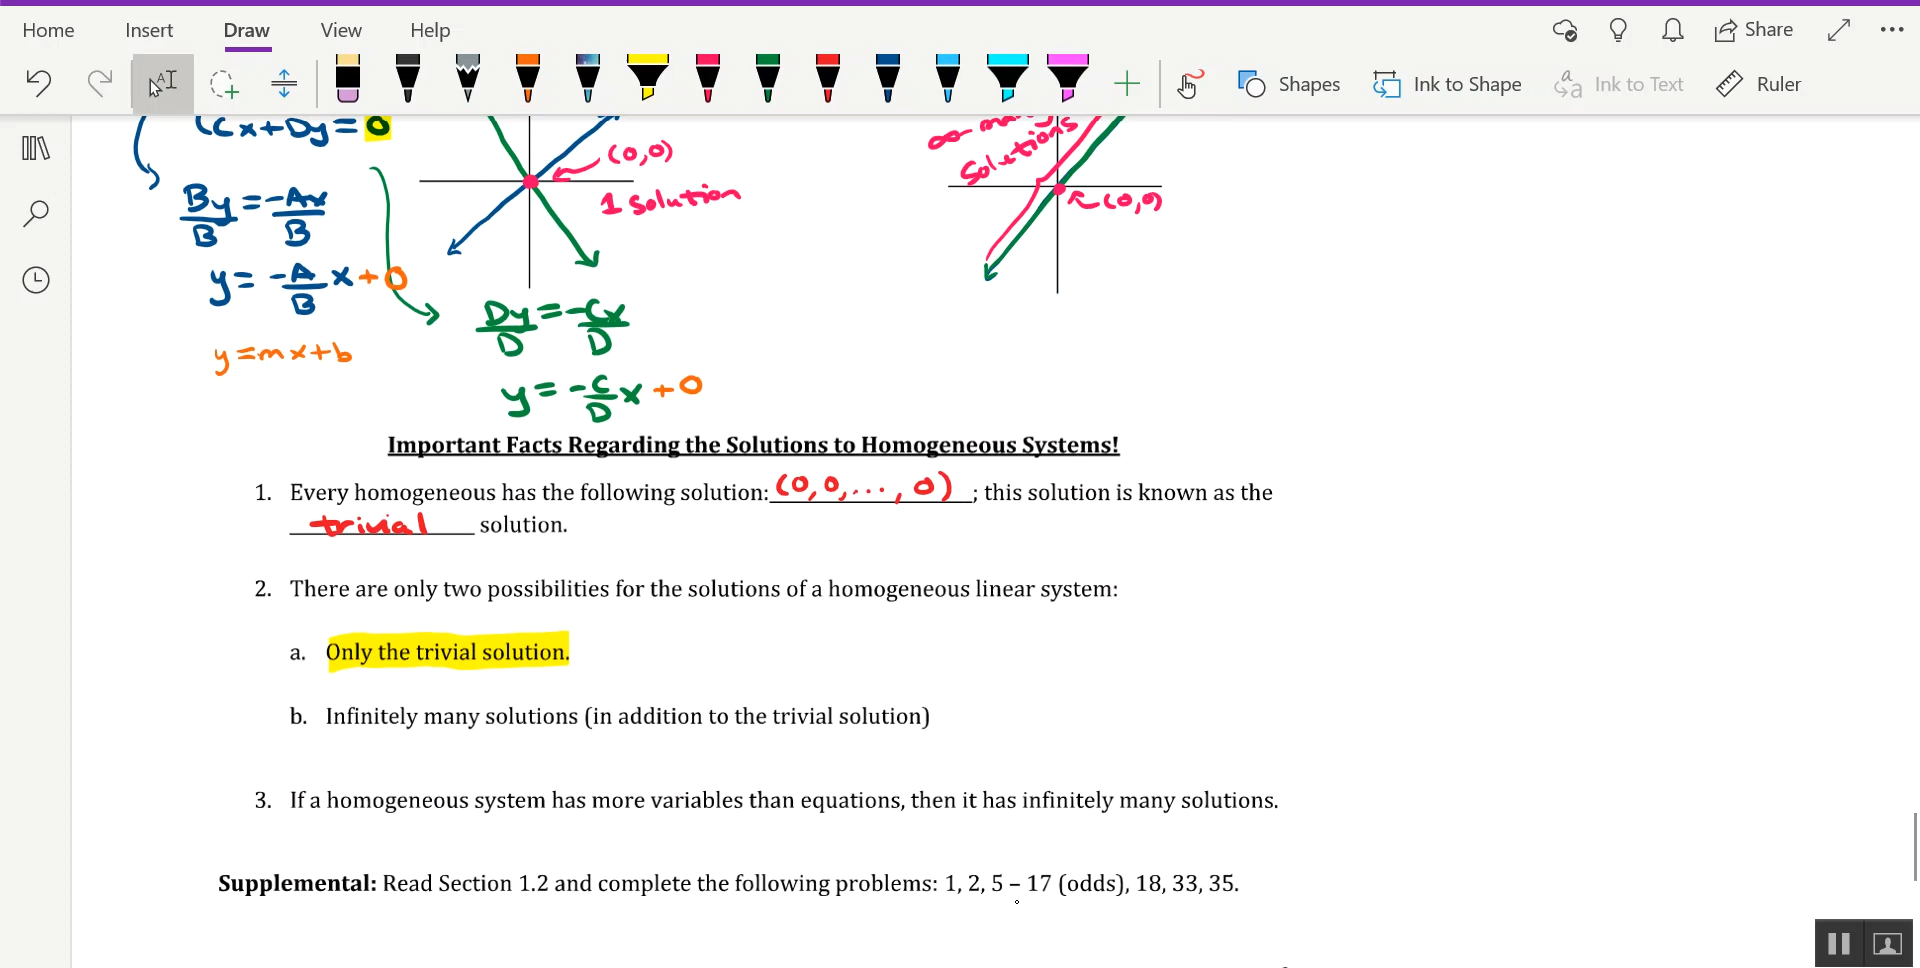 Home Insert Draw View Help Share
Shapes Ink to Shape Ink to Text Ruler
Cx+Dy=0
(0,0)
1 solution
∞ many
solutions
(0,0)
By/B = -Ax/B
y= -A/B x+0
y=mx+b
Dy/D = -Cx/D
y= -C/D x+0
Important Facts Regarding the Solutions to Homogeneous Systems!
1. Every homogeneous has the following solution: (0,0,...,0) ; this solution is known as the
trivial solution.
2. There are only two possibilities for the solutions of a homogeneous linear system:
a. Only the trivial solution.
b. Infinitely many solutions (in addition to the trivial solution)
3. If a homogeneous system has more variables than equations, then it has infinitely many solutions.
Supplemental: Read Section 1.2 and complete the following problems: 1, 2, 5 – 17 (odds), 18, 33, 35.